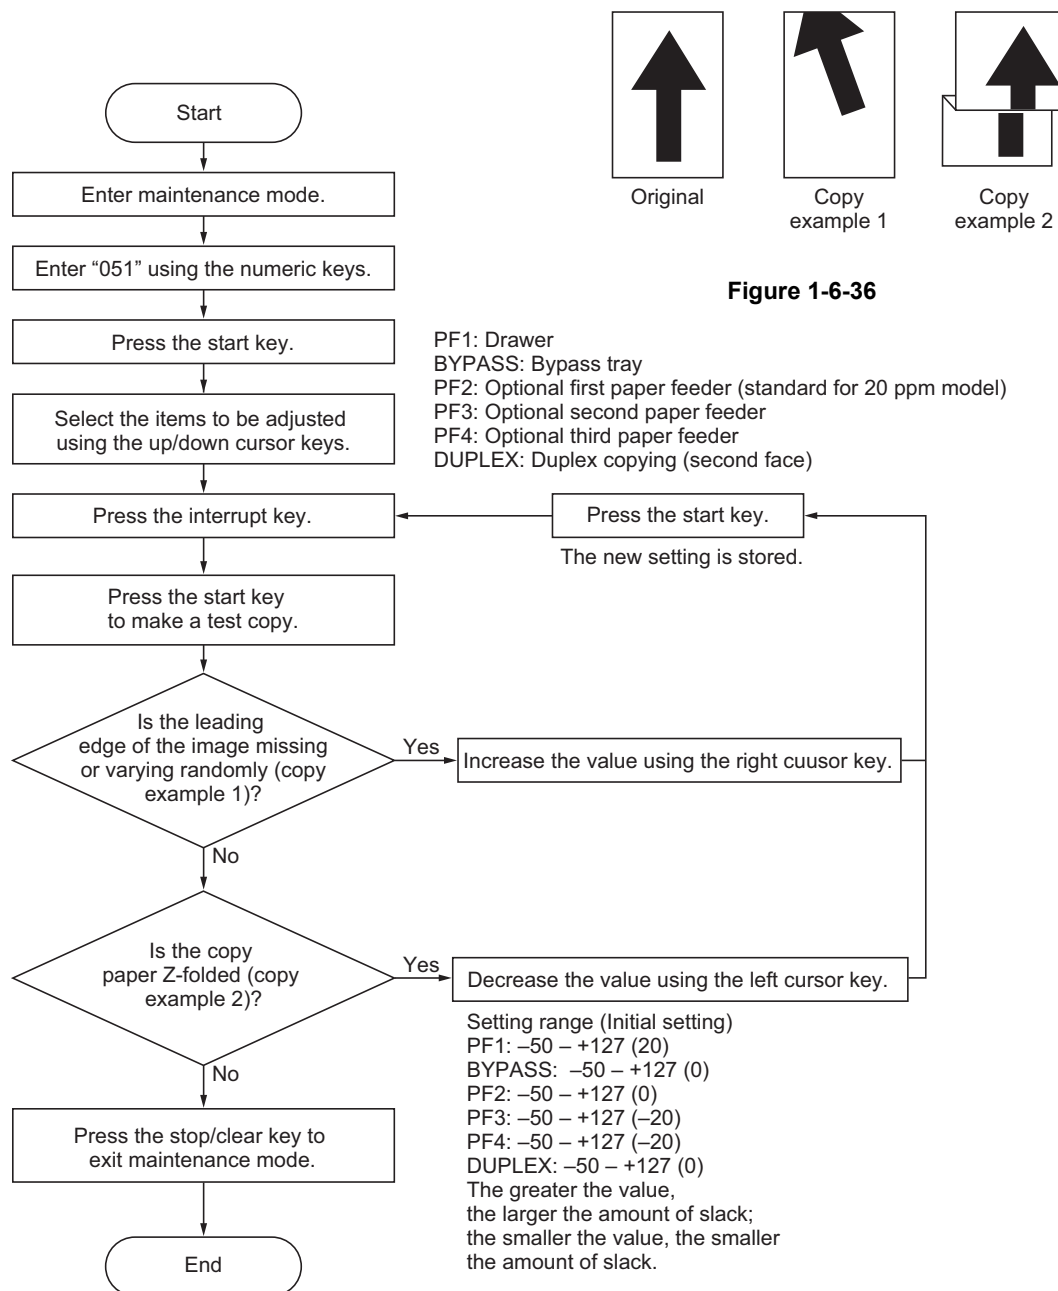 Start
Enter maintenance mode.
Enter “051” using the numeric keys.
Press the start key.
Select the items to be adjusted
using the up/down cursor keys.
Press the interrupt key.
Press the start key
to make a test copy.
Is the leading
edge of the image missing
or varying randomly (copy
example 1)?
Yes
Increase the value using the right cuusor key.
No
Is the copy
paper Z-folded (copy
example 2)?
Yes
Decrease the value using the left cursor key.
No
Press the stop/clear key to
exit maintenance mode.
End
Original
Copy
example 1
Copy
example 2
Figure 1-6-36
PF1: Drawer
BYPASS: Bypass tray
PF2: Optional first paper feeder (standard for 20 ppm model)
PF3: Optional second paper feeder
PF4: Optional third paper feeder
DUPLEX: Duplex copying (second face)
Press the start key.
The new setting is stored.
Setting range (Initial setting)
PF1: –50 – +127 (20)
BYPASS:  –50 – +127 (0)
PF2: –50 – +127 (0)
PF3: –50 – +127 (–20)
PF4: –50 – +127 (–20)
DUPLEX: –50 – +127 (0)
The greater the value,
the larger the amount of slack;
the smaller the value, the smaller
the amount of slack.